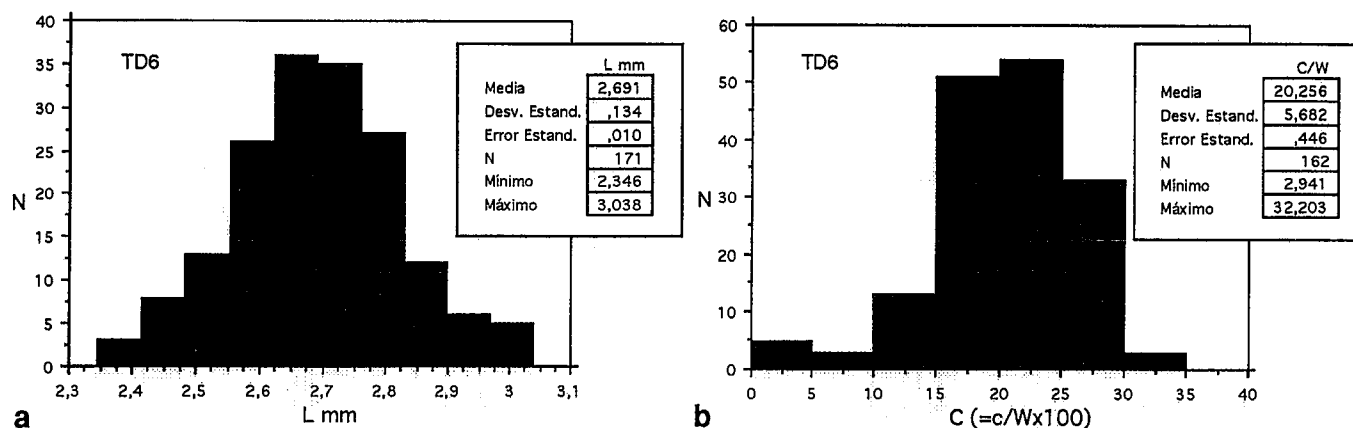 40
35
30
25
20
15
10
5
0
N
TD6
L mm
Media 2,691
Desv. Estand. ,134
Error Estand. ,010
N 171
Mínimo 2,346
Máximo 3,038
2,3 2,4 2,5 2,6 2,7 2,8 2,9 3 3,1
L mm
a
60
50
40
30
20
10
0
N
TD6
C/W
Media 20,256
Desv. Estand. 5,682
Error Estand. ,446
N 162
Mínimo 2,941
Máximo 32,203
0 5 10 15 20 25 30 35 40
C (=c/Wx100)
b